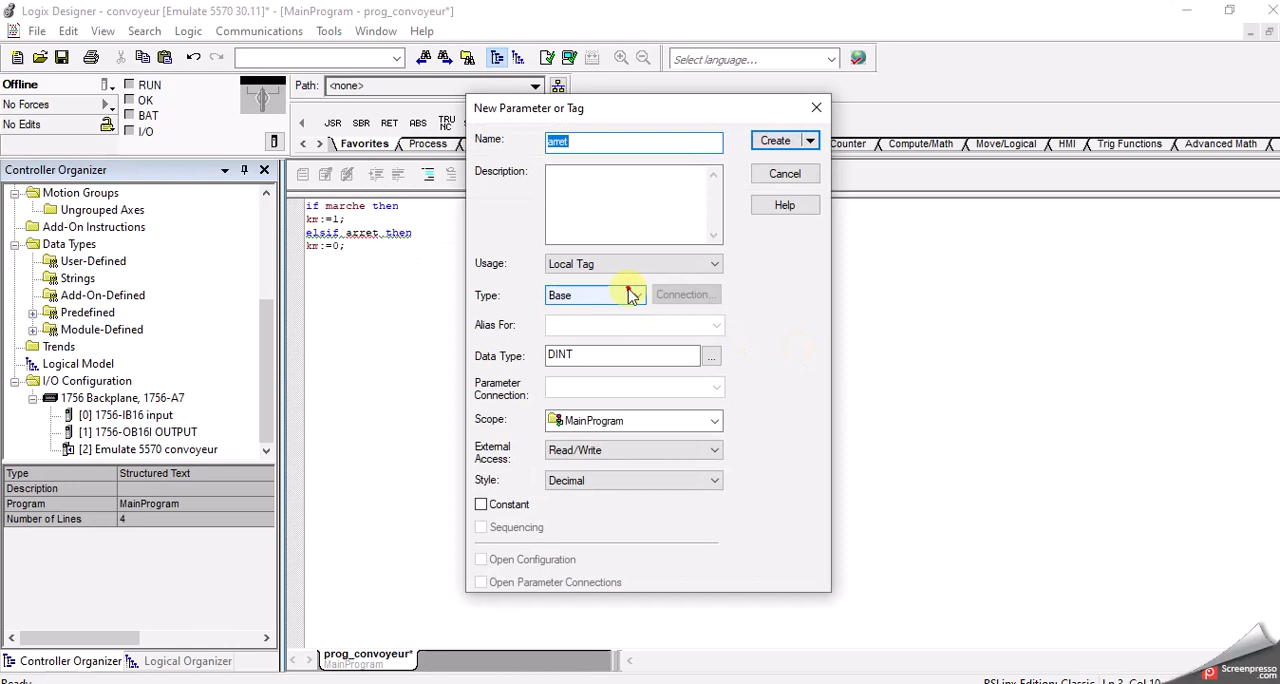 Logix Designer - convoyeur [Emulate 5570 30.11]* - [MainProgram - prog_convoyeur*]
File Edit View Search Logic Communications Tools Window Help
Select language...
Offline
RUN
No Forces
OK
No Edits
BAT
I/O
Path: <none>
JSR SBR RET ABS TRU NC
Favorites Process
Counter Compute/Math Move/Logical HMI Trig Functions Advanced Math
Controller Organizer
Motion Groups
Ungrouped Axes
Add-On Instructions
Data Types
User-Defined
Strings
Add-On-Defined
Predefined
Module-Defined
Trends
Logical Model
I/O Configuration
1756 Backplane, 1756-A7
[0] 1756-IB16 input
[1] 1756-OB16I OUTPUT
[2] Emulate 5570 convoyeur
Type Structured Text
Description
Program MainProgram
Number of Lines 4
Controller Organizer Logical Organizer
if marche then
km:=1;
elsif arret then
km:=0;
New Parameter or Tag
Name: arret
Create
Description:
Cancel
Help
Usage: Local Tag
Type: Base
Connection...
Alias For:
Data Type: DINT
...
Parameter
Connection:
Scope: MainProgram
External
Access: Read/Write
Style: Decimal
Constant
Sequencing
Open Configuration
Open Parameter Connections
prog_convoyeur*
MainProgram
Ready
RSLinx Edition: Classic Ln 3, Col 10
Screenpresso
.com